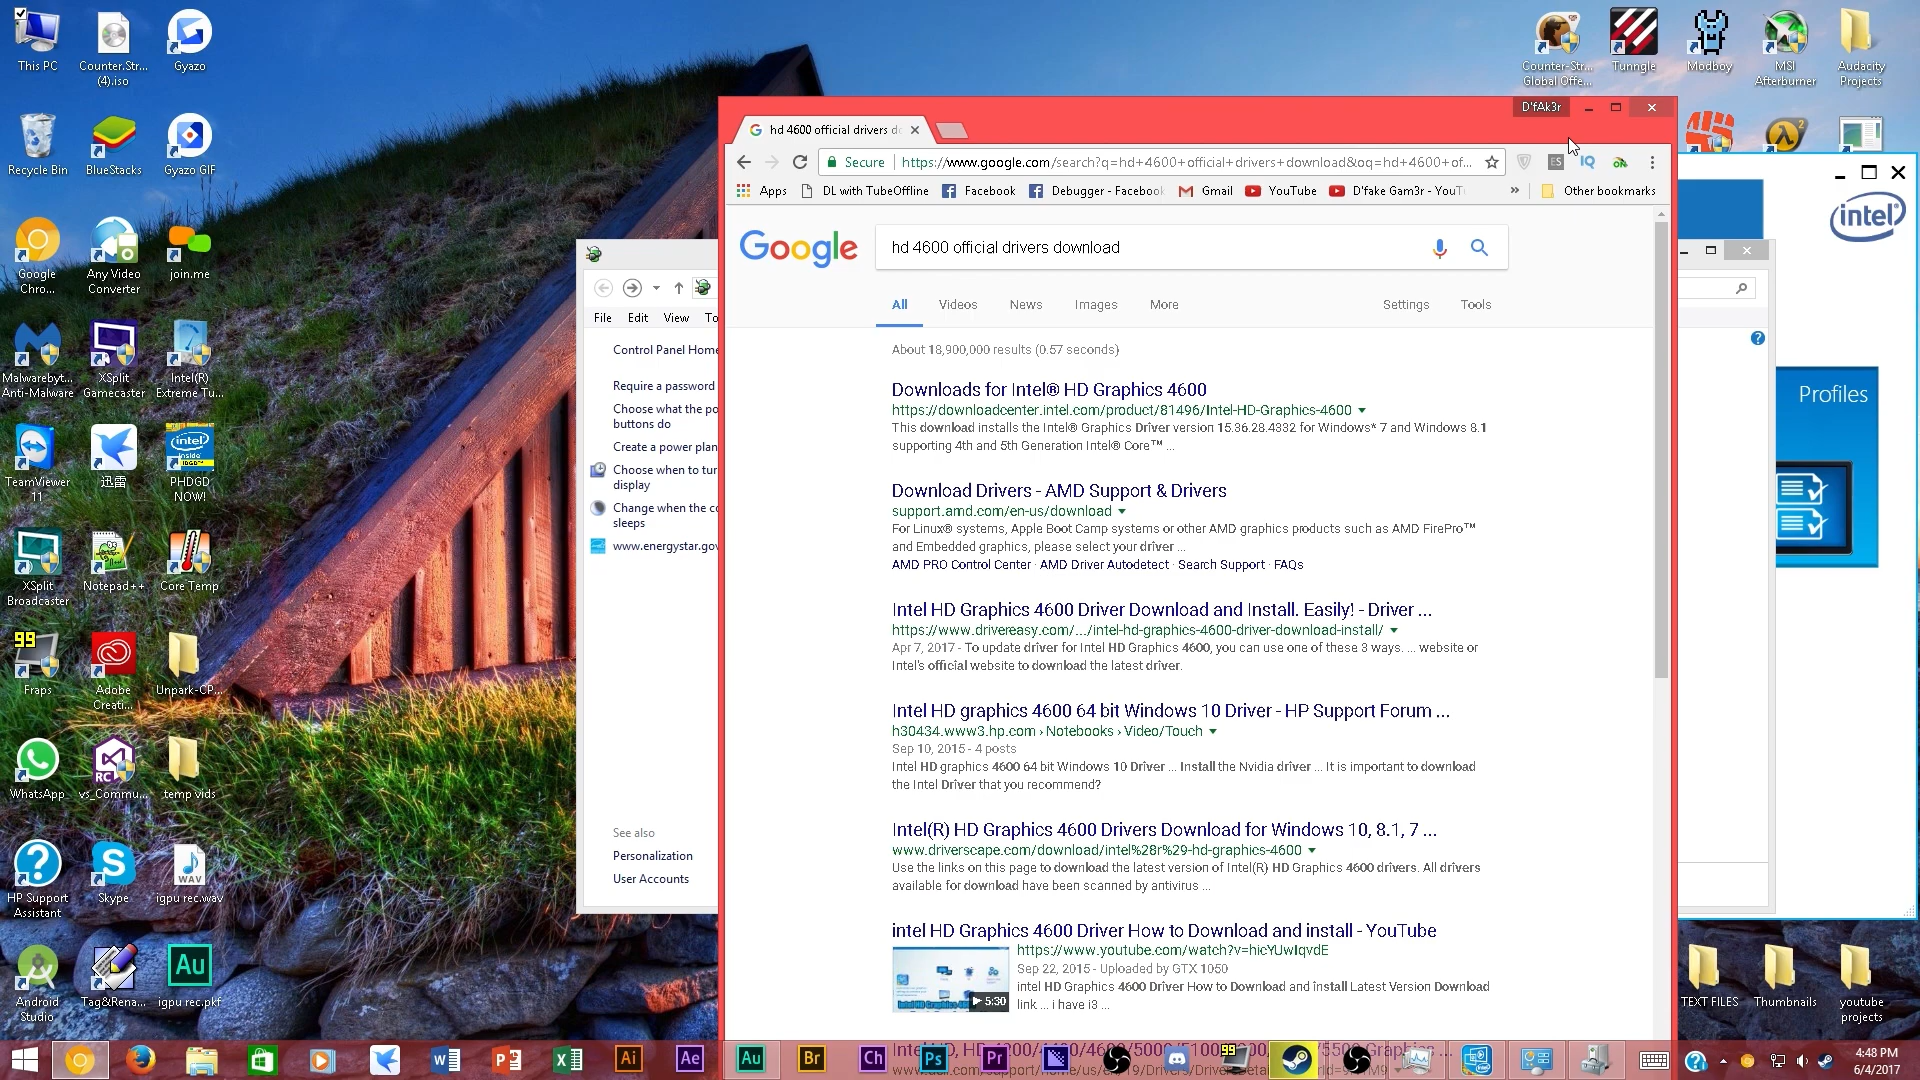 This PC
Counter.Str...
(4).iso
Gyazo
Recycle Bin
BlueStacks
Gyazo GIF
Google
Chro...
Any Video
Converter
join.me
Malwarebyt...
Anti-Malware
XSplit
Gamecaster
Intel(R)
Extreme Tu...
TeamViewer
11
迅雷
PHDGD
NOW!
XSplit
Broadcaster
Notepad++
Core Temp
99
Fraps
Adobe
Creati...
Unpark-CP...
WhatsApp
vs_Commu...
temp vids
HP Support
Assistant
Skype
WAV
igpu rec.wav
Android
Studio
Tag&Rena...
Au
igpu rec.pkf
Counter-Str...
Global Offe...
Tunngle
Modboy
MSI
Afterburner
Audacity
Projects
intel
Profiles
File Edit View To
Control Panel Home
Require a password
Choose what the po
buttons do
Create a power plan
Choose when to tur
display
Change when the co
sleeps
www.energystar.gov
See also
Personalization
User Accounts
D'fAk3r
hd 4600 official drivers do
Secure https://www.google.com/search?q=hd+4600+official+drivers+download&oq=hd+4600+of...
Apps DL with TubeOffline Facebook Debugger - Facebook Gmail YouTube D'fake Gam3r - YouT » Other bookmarks
Google
hd 4600 official drivers download
All Videos News Images More Settings Tools
About 18,900,000 results (0.57 seconds)
Downloads for Intel® HD Graphics 4600
https://downloadcenter.intel.com/product/81496/Intel-HD-Graphics-4600
This download installs the Intel® Graphics Driver version 15.36.28.4332 for Windows* 7 and Windows 8.1
supporting 4th and 5th Generation Intel® Core™ ...
Download Drivers - AMD Support & Drivers
support.amd.com/en-us/download
For Linux® systems, Apple Boot Camp systems or other AMD graphics products such as AMD FirePro™
and Embedded graphics, please select your driver ...
AMD PRO Control Center · AMD Driver Autodetect · Search Support · FAQs
Intel HD Graphics 4600 Driver Download and Install. Easily! - Driver ...
https://www.drivereasy.com/.../intel-hd-graphics-4600-driver-download-install/
Apr 7, 2017 - To update driver for Intel HD Graphics 4600, you can use one of these 3 ways. ... website or
Intel's official website to download the latest driver.
Intel HD graphics 4600 64 bit Windows 10 Driver - HP Support Forum ...
h30434.www3.hp.com › Notebooks › Video/Touch
Sep 10, 2015 - 4 posts
Intel HD graphics 4600 64 bit Windows 10 Driver ... Install the Nvidia driver ... It is important to download
the Intel Driver that you recommend?
Intel(R) HD Graphics 4600 Drivers Download for Windows 10, 8.1, 7 ...
www.driverscape.com/download/intel%28r%29-hd-graphics-4600
Use the links on this page to download the latest version of Intel(R) HD Graphics 4600 drivers. All drivers
available for download have been scanned by antivirus ...
intel HD Graphics 4600 Driver How to Download and install - YouTube
https://www.youtube.com/watch?v=hicYUwIqvdE
Sep 22, 2015 - Uploaded by GTX 1050
intel HD Graphics 4600 Driver How to Download and install Latest Version Download
link ... i have i3 ...
5:30
TEXT FILES
Thumbnails
youtube
projects
Ai Ae Au Br Ch Ps Pr 99
4:48 PM
6/4/2017